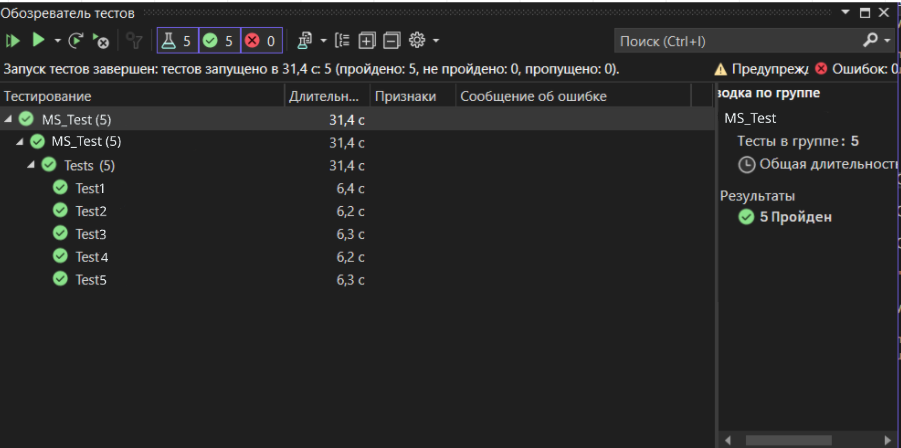 Обозреватель тестов
5 5 0 Поиск (Ctrl+I)
Запуск тестов завершен: тестов запущено в 31,4 с: 5 (пройдено: 5, не пройдено: 0, пропущено: 0). Предупреж Ошибок: 0
Тестирование Длительн... Признаки Сообщение об ошибке
водка по группе
MS_Test (5) 31,4 с
MS_Test
MS_Test (5) 31,4 с
Тесты в группе: 5
Tests (5) 31,4 с
Общая длительность
Test1 6,4 с
Результаты
Test2 6,2 с
5 Пройден
Test3 6,3 с
Test4 6,2 с
Test5 6,3 с